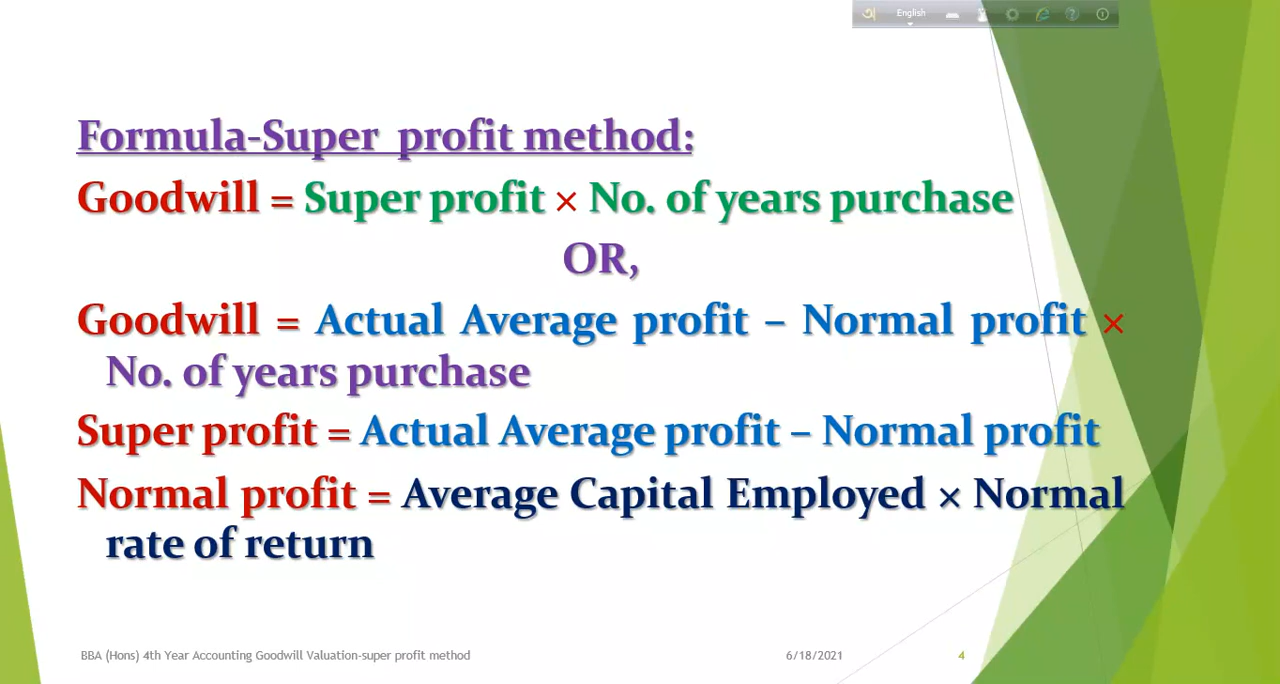 English
Formula-Super profit method:
Goodwill = Super profit × No. of years purchase
OR,
Goodwill = Actual Average profit – Normal profit ×
No. of years purchase
Super profit = Actual Average profit – Normal profit
Normal profit = Average Capital Employed × Normal
rate of return
BBA (Hons) 4th Year Accounting Goodwill Valuation-super profit method 6/18/2021 4